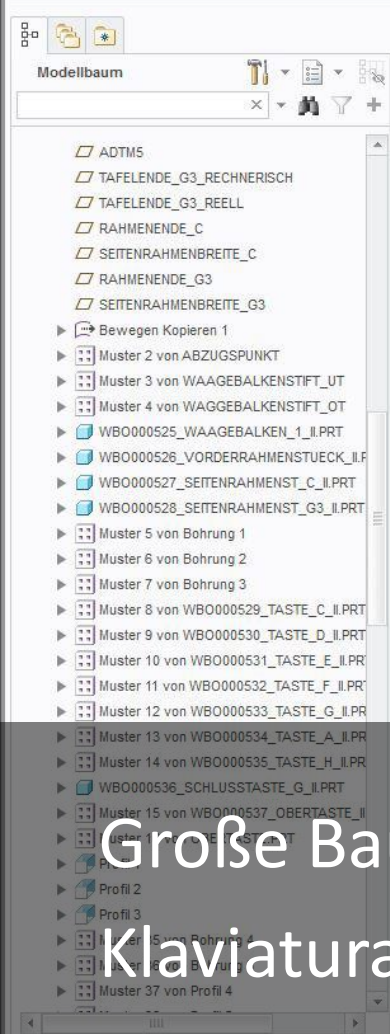 Modellbaum
ADTM5
TAFELENDE_G3_RECHNERISCH
TAFELENDE_G3_REELL
RAHMENENDE_C
SEITENRAHMENBREITE_C
RAHMENENDE_G3
SEITENRAHMENBREITE_G3
Bewegen Kopieren 1
Muster 2 von ABZUGSPUNKT
Muster 3 von WAAGEBALKENSTIFT_UT
Muster 4 von WAGGEBALKENSTIFT_OT
WBO000525_WAAGEBALKEN_1_II.PRT
WBO000526_VORDERRAHMENSTUECK_II.P
WBO000527_SEITENRAHMENST_C_II.PRT
WBO000528_SEITENRAHMENST_G3_II.PRT
Muster 5 von Bohrung 1
Muster 6 von Bohrung 2
Muster 7 von Bohrung 3
Muster 8 von WBO000529_TASTE_C_II.PRT
Muster 9 von WBO000530_TASTE_D_II.PRT
Muster 10 von WBO000531_TASTE_E_II.PR
Muster 11 von WBO000532_TASTE_F_II.PR
Muster 12 von WBO000533_TASTE_G_II.PR
Muster 13 von WBO000534_TASTE_A_II.PR
Muster 14 von WBO000535_TASTE_H_II.PR
WBO000536_SCHLUSSTASTE_G_II.PRT
Muster 15 von WBO000537_OBERTASTE_II
Große Ba
Profil 2
Profil 3
Klaviatura
Muster 37 von Profil 4